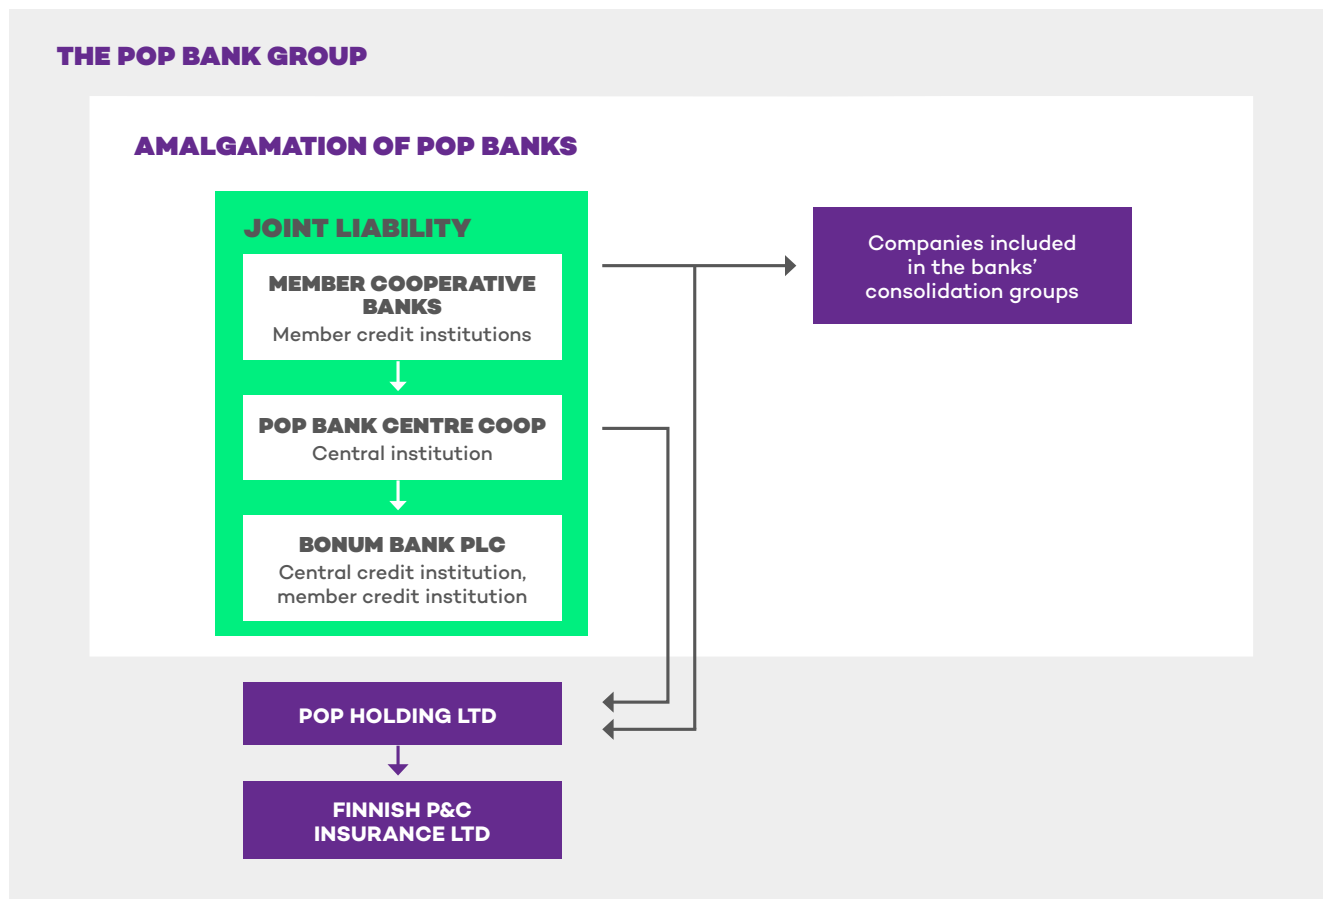 THE POP BANK GROUP
AMALGAMATION OF POP BANKS
JOINT LIABILITY
MEMBER COOPERATIVE
BANKS
Member credit institutions
POP BANK CENTRE COOP
Central institution
BONUM BANK PLC
Central credit institution,
member credit institution
Companies included
in the banks’
consolidation groups
POP HOLDING LTD
FINNISH P&C
INSURANCE LTD